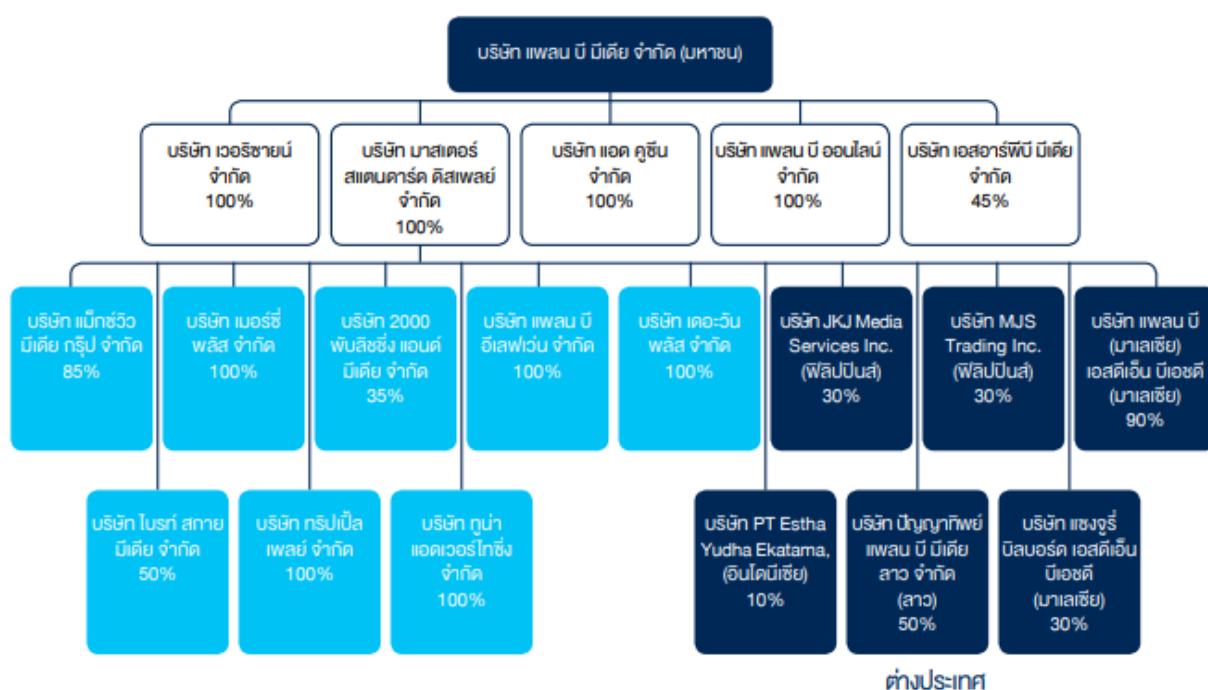 บริษัท แพลน บี มีเดีย จำกัด (มหาชน)
บริษัท เวอริซายน์
จำกัด
100%
บริษัท มาสเตอร์
สแตนดาร์ด ดิสเพลย์
จำกัด
100%
บริษัท แอด คูซีน
จำกัด
100%
บริษัท แพลน บี ออนไลน์
จำกัด
100%
บริษัท เอสอาร์พีบี มีเดีย
จำกัด
45%
บริษัท แม็กซ์วิว
มีเดีย กรุ๊ป จำกัด
85%
บริษัท เมอร์ซี่
พลัส จำกัด
100%
บริษัท 2000
พับลิชชิ่ง แอนด์
มีเดีย จำกัด
35%
บริษัท แพลน บี
อีเลฟเว่น จำกัด
100%
บริษัท เดอะวัน
พลัส จำกัด
100%
บริษัท JKJ Media
Services Inc.
(ฟิลิปปินส์)
30%
บริษัท MJS
Trading Inc.
(ฟิลิปปินส์)
30%
บริษัท แพลน บี
(มาเลเซีย)
เอสดีเอ็น บีเอชดี
(มาเลเซีย)
90%
บริษัท ไบรท์ สกาย
มีเดีย จำกัด
50%
บริษัท ทริปเปิ้ล
เพลย์ จำกัด
100%
บริษัท ทูน่า
แอดเวอร์ไทซิ่ง
จำกัด
100%
บริษัท PT Estha
Yudha Ekatama,
(อินโดนีเซีย)
10%
บริษัท ปัญญาทิพย์
แพลน บี มีเดีย
ลาว จำกัด
(ลาว)
50%
บริษัท แซงจูรี่
บิลบอร์ด เอสดีเอ็น
บีเอชดี
(มาเลเซีย)
30%
ต่างประเทศ